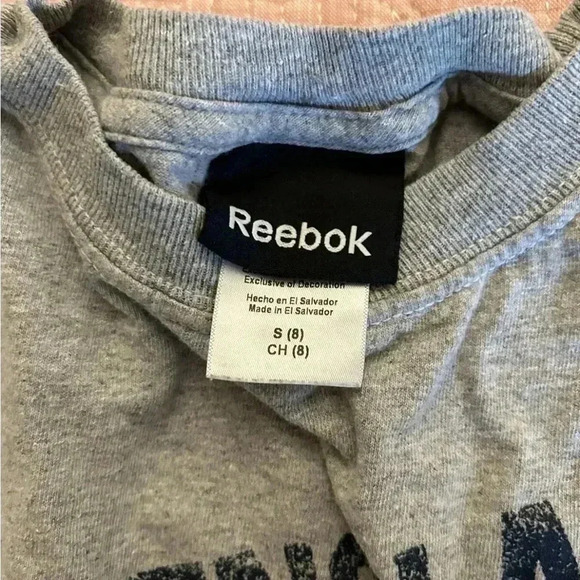 Reebok
Exclusive of Decoration
Hecho en El Salvador
Made in El Salvador
S (8)
CH (8)